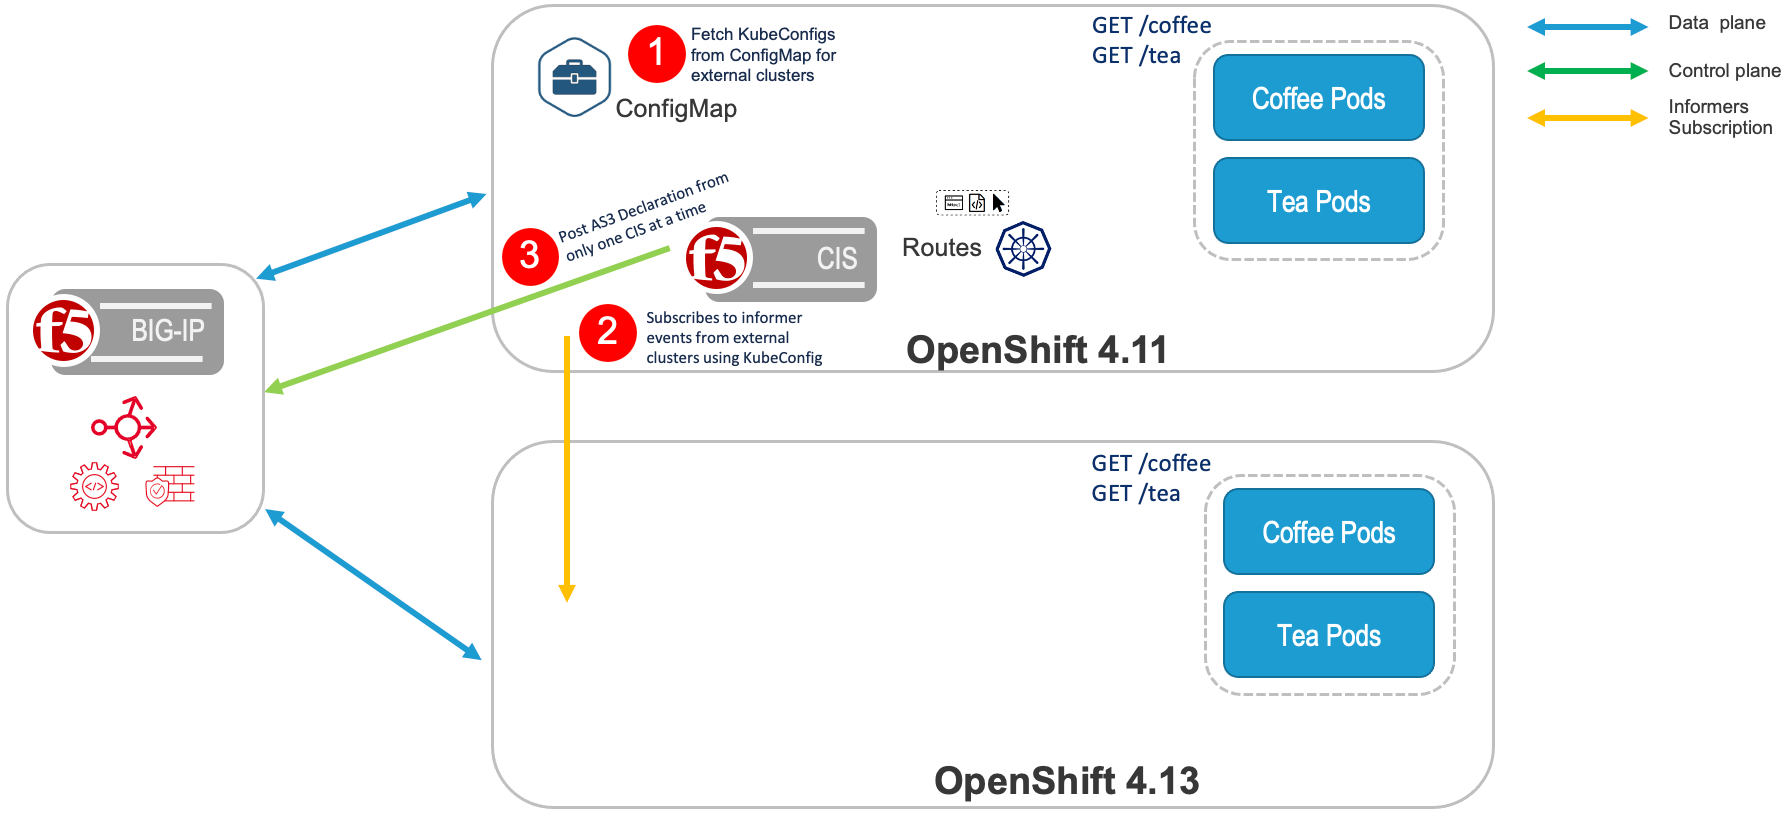 1
Fetch KubeConfigs
from ConfigMap for
external clusters
ConfigMap
GET /coffee
GET /tea
Coffee Pods
Tea Pods
Data plane
Control plane
Informers
Subscription
3
Post AS3 Declaration from
only one CIS at a time
f5
CIS
Routes
2
Subscribes to informer
events from external
clusters using KubeConfig
OpenShift 4.11
f5
BIG-IP
GET /coffee
GET /tea
Coffee Pods
Tea Pods
OpenShift 4.13